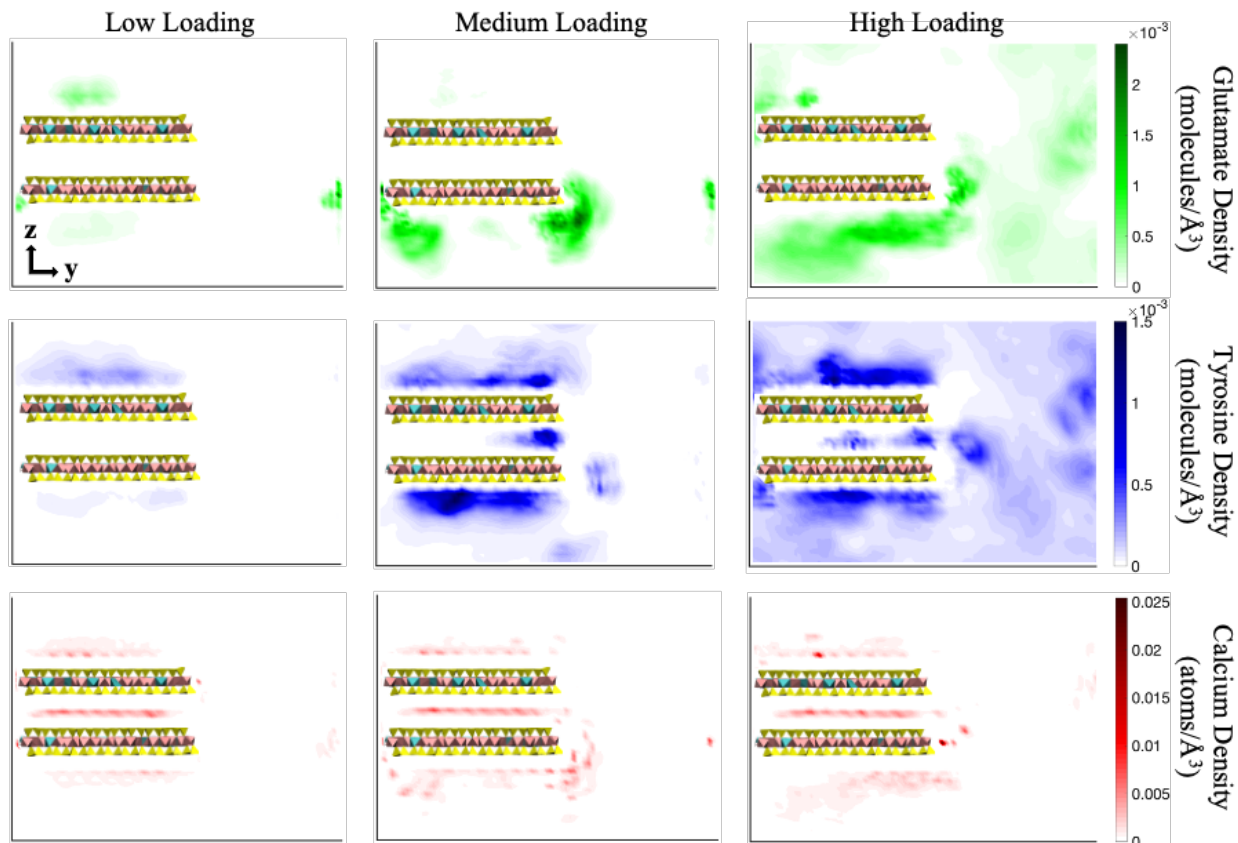 Low Loading
Medium Loading
High Loading
×10⁻³
2
1.5
1
0.5
0
Glutamate Density
(molecules/Å³)
z
y
×10⁻³
1.5
1
0.5
0
Tyrosine Density
(molecules/Å³)
0.025
0.02
0.015
0.01
0.005
0
Calcium Density
(atoms/Å³)